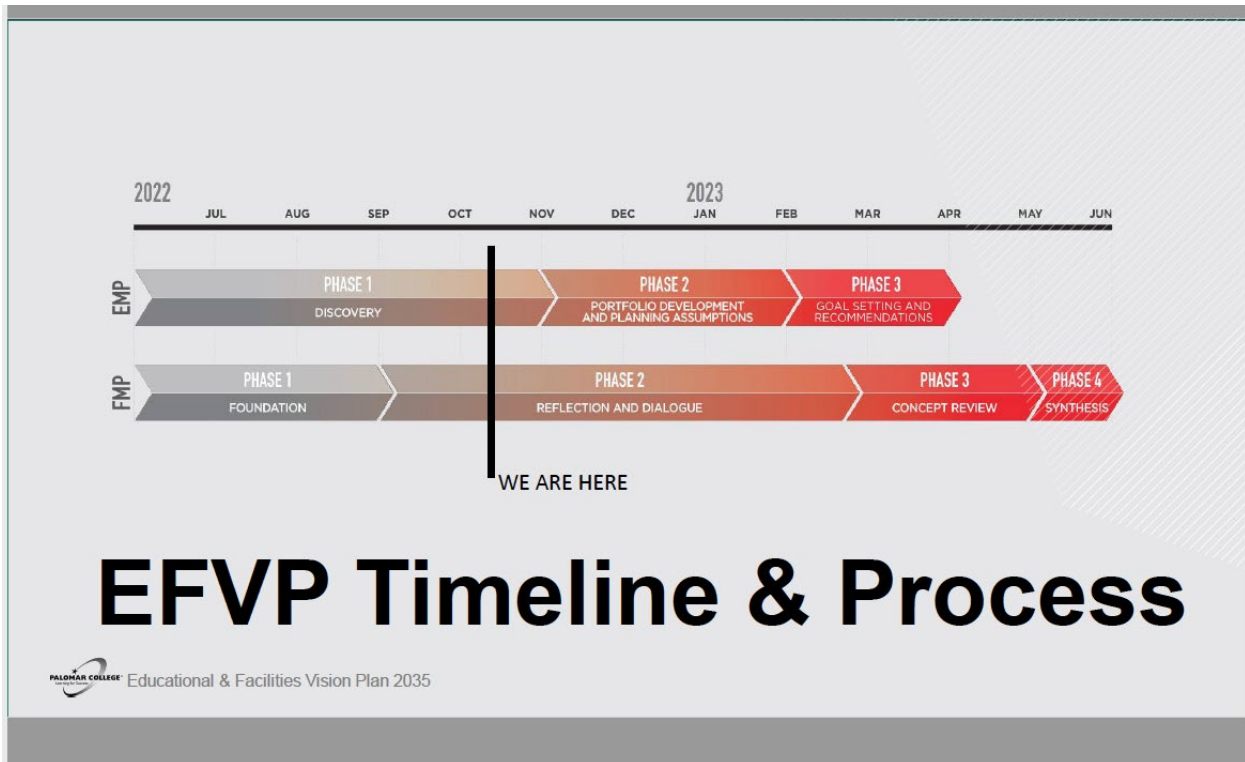 2022 2023
JUL AUG SEP OCT NOV DEC JAN FEB MAR APR MAY JUN
EMP
PHASE 1 PHASE 2 PHASE 3
DISCOVERY
PORTFOLIO DEVELOPMENT
AND PLANNING ASSUMPTIONS
GOAL SETTING AND
RECOMMENDATIONS
FMP
PHASE 1 PHASE 2 PHASE 3 PHASE 4
FOUNDATION REFLECTION AND DIALOGUE CONCEPT REVIEW SYNTHESIS
WE ARE HERE
EFVP Timeline & Process
PALOMAR COLLEGE
Learning for Success
Educational & Facilities Vision Plan 2035